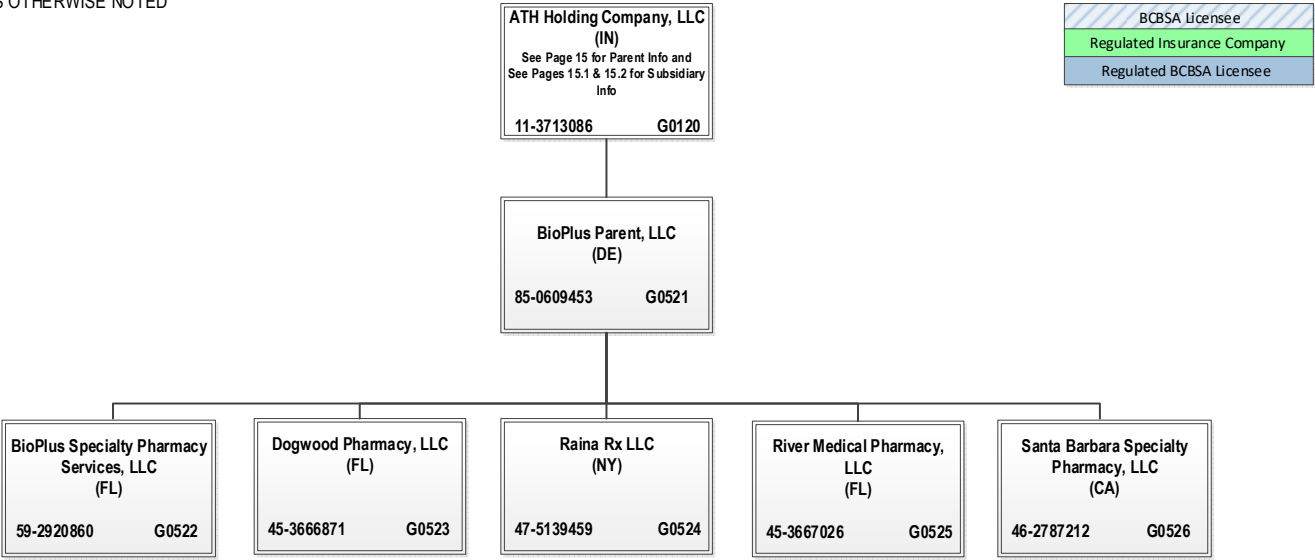 OTHERWISE NOTED
ATH Holding Company, LLC
(IN)
See Page 15 for Parent Info and
See Pages 15.1 & 15.2 for Subsidiary
Info
11-3713086 G0120
BCBSA Licensee
Regulated Insurance Company
Regulated BCBSA Licensee
BioPlus Parent, LLC
(DE)
85-0609453 G0521
BioPlus Specialty Pharmacy
Services, LLC
(FL)
59-2920860 G0522
Dogwood Pharmacy, LLC
(FL)
45-3666871 G0523
Raina Rx LLC
(NY)
47-5139459 G0524
River Medical Pharmacy,
LLC
(FL)
45-3667026 G0525
Santa Barbara Specialty
Pharmacy, LLC
(CA)
46-2787212 G0526